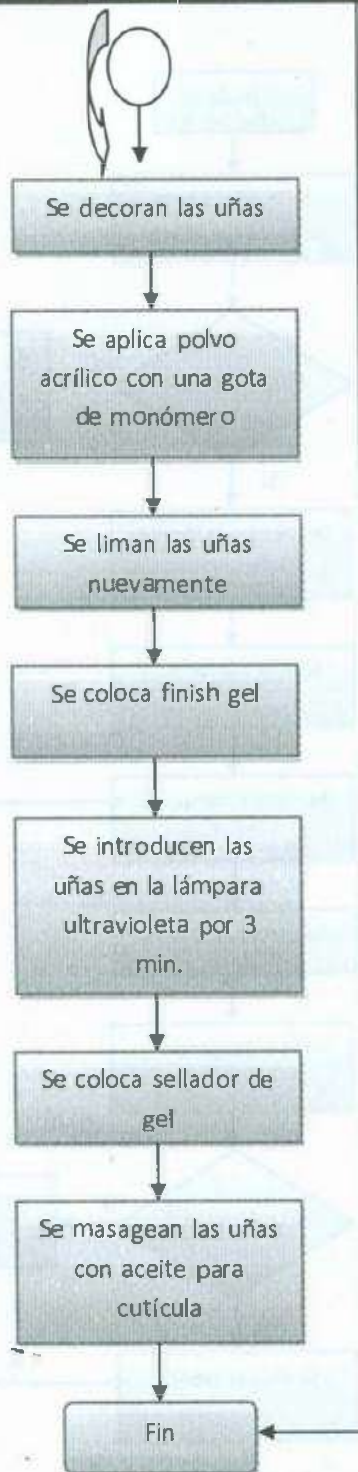 Se decoran las uñas
Se aplica polvo
acrílico con una gota
de monómero
Se liman las uñas
nuevamente
Se coloca finish gel
Se introducen las
uñas en la lámpara
ultravioleta por 3
min.
Se coloca sellador de
gel
Se masagean las uñas
con aceite para
cutícula
Fin